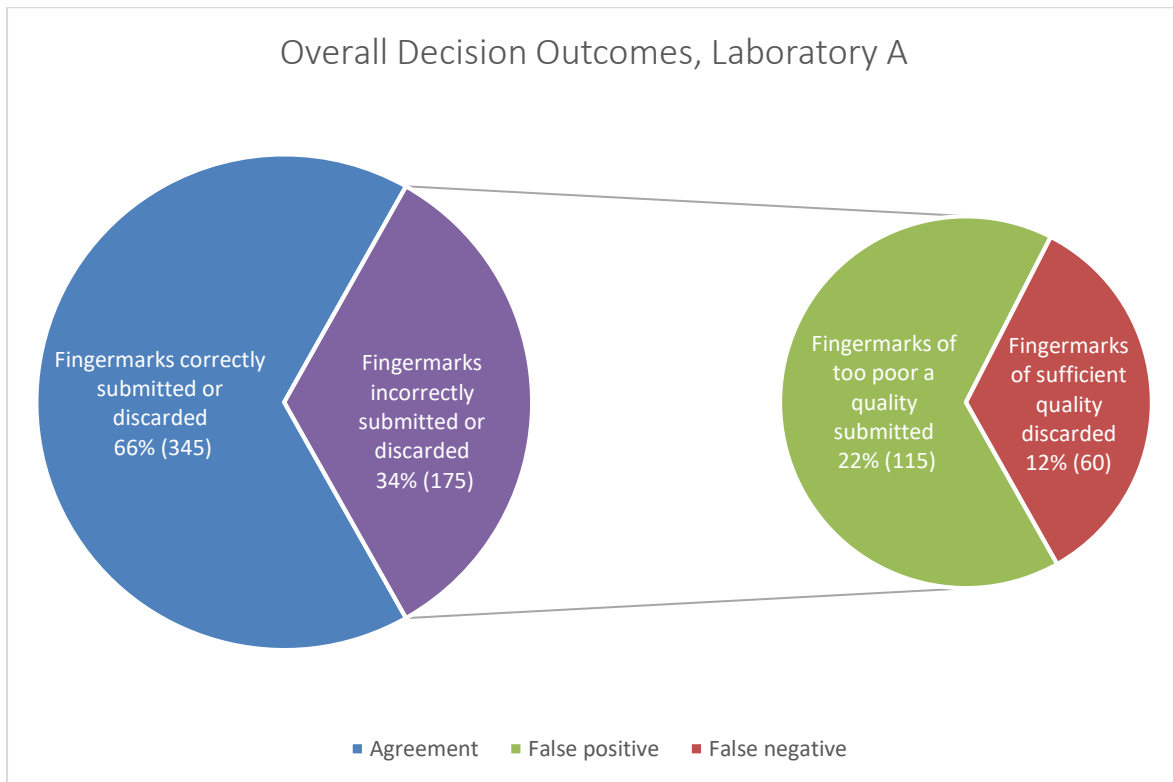 Overall Decision Outcomes, Laboratory A
Fingermarks correctly
submitted or
discarded
66% (345)
Fingermarks
incorrectly
submitted or
discarded
34% (175)
Fingermarks of
too poor a
quality
submitted
22% (115)
Fingermarks
of sufficient
quality
discarded
12% (60)
Agreement False positive False negative